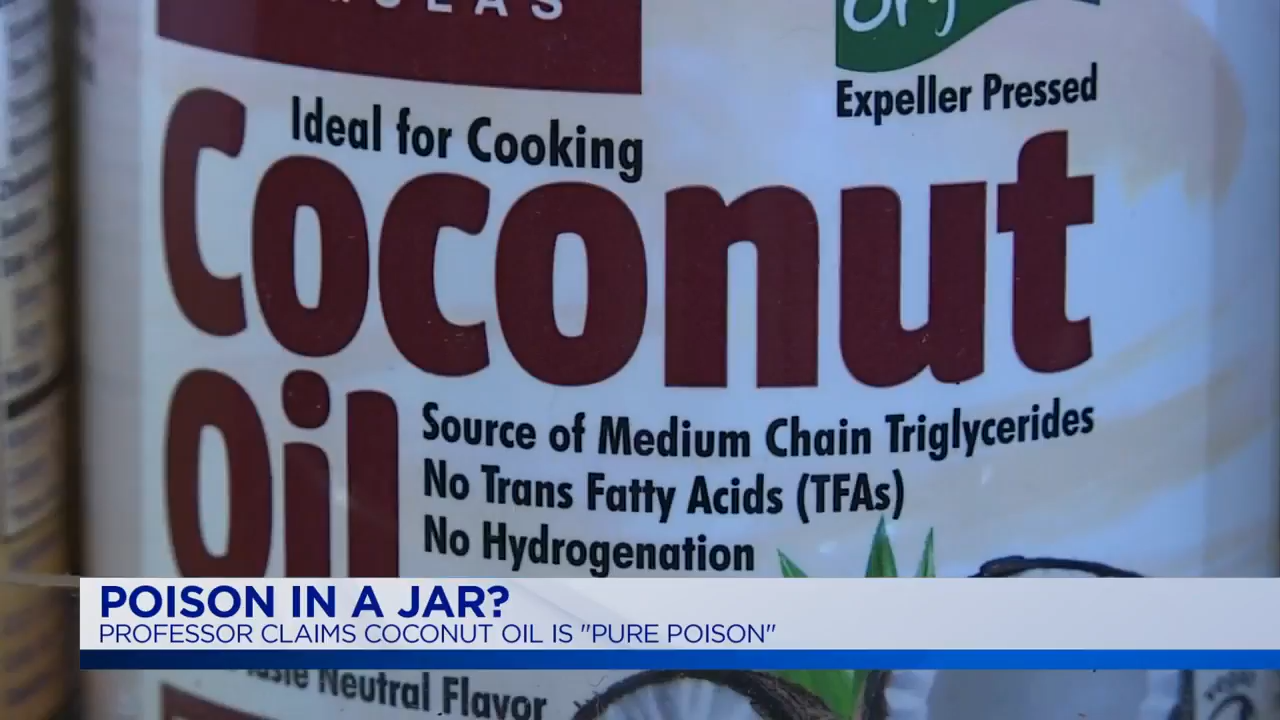 Expeller Pressed
Ideal for Cooking
Coconut
Oil
Source of Medium Chain Triglycerides
No Trans Fatty Acids (TFAs)
No Hydrogenation
POISON IN A JAR?
PROFESSOR CLAIMS COCONUT OIL IS "PURE POISON"
Neutral Flavor